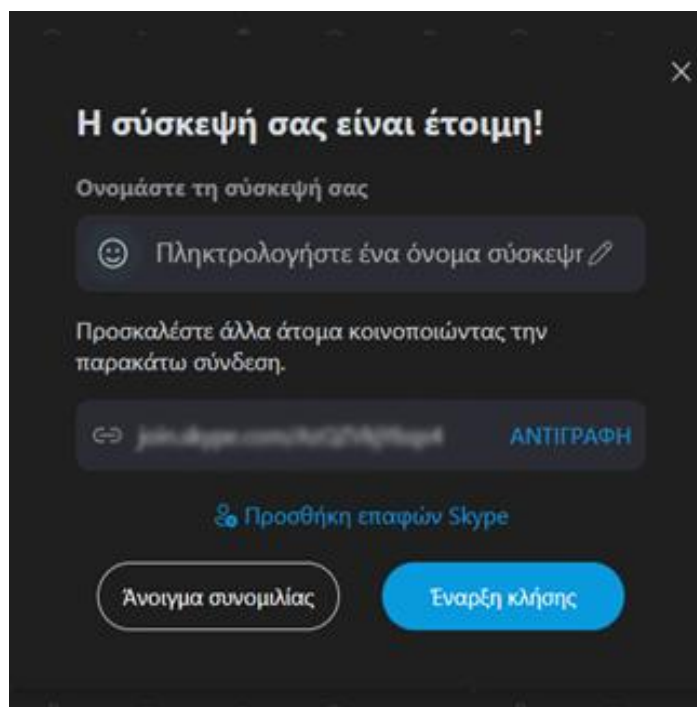 Η σύσκεψή σας είναι έτοιμη!
Ονομάστε τη σύσκεψή σας
Πληκτρολογήστε ένα όνομα σύσκεψη
Προσκαλέστε άλλα άτομα κοινοποιώντας την
παρακάτω σύνδεση.
ΑΝΤΙΓΡΑΦΗ
Προσθήκη επαφών Skype
Άνοιγμα συνομιλίας
Έναρξη κλήσης